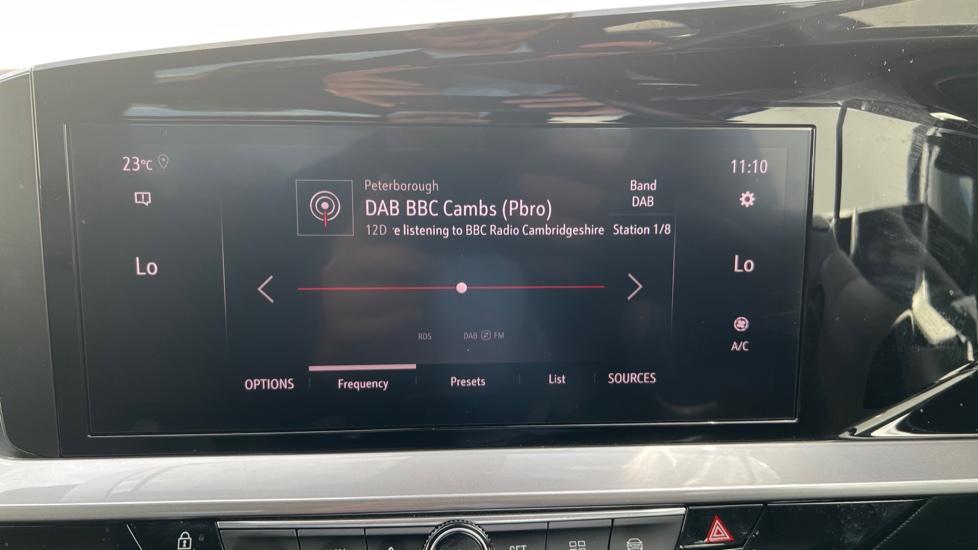 23°C
11:10
Peterborough
DAB BBC Cambs (Pbro)
12D e listening to BBC Radio Cambridgeshire
Band
DAB
Station 1/8
Lo
Lo
RDS
DAB FM
A/C
OPTIONS
Frequency
Presets
List
SOURCES